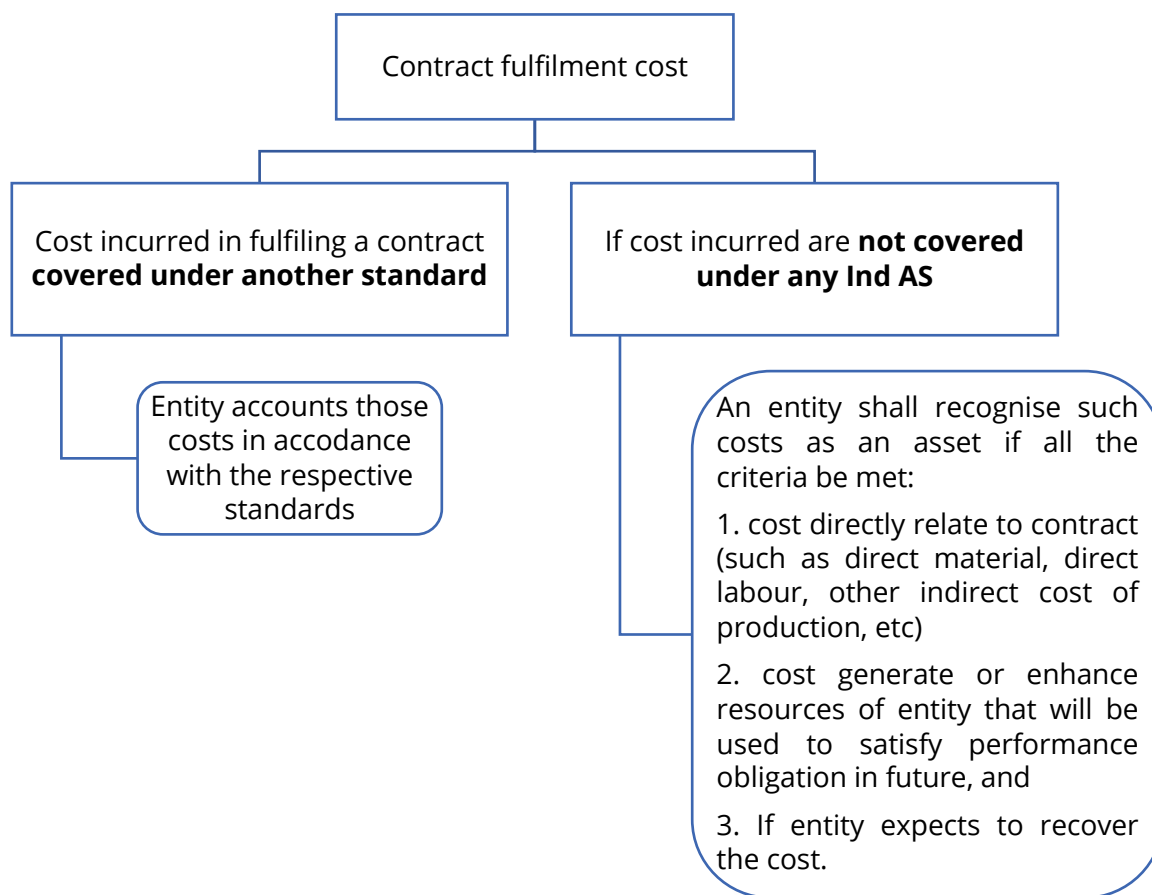 Contract fulfilment cost
Cost incurred in fulfiling a contract
covered under another standard
If cost incurred are not covered
under any Ind AS
Entity accounts those
costs in accodance
with the respective
standards
An entity shall recognise such
costs as an asset if all the
criteria be met:
1. cost directly relate to contract
(such as direct material, direct
labour, other indirect cost of
production, etc)
2. cost generate or enhance
resources of entity that will be
used to satisfy performance
obligation in future, and
3. If entity expects to recover
the cost.